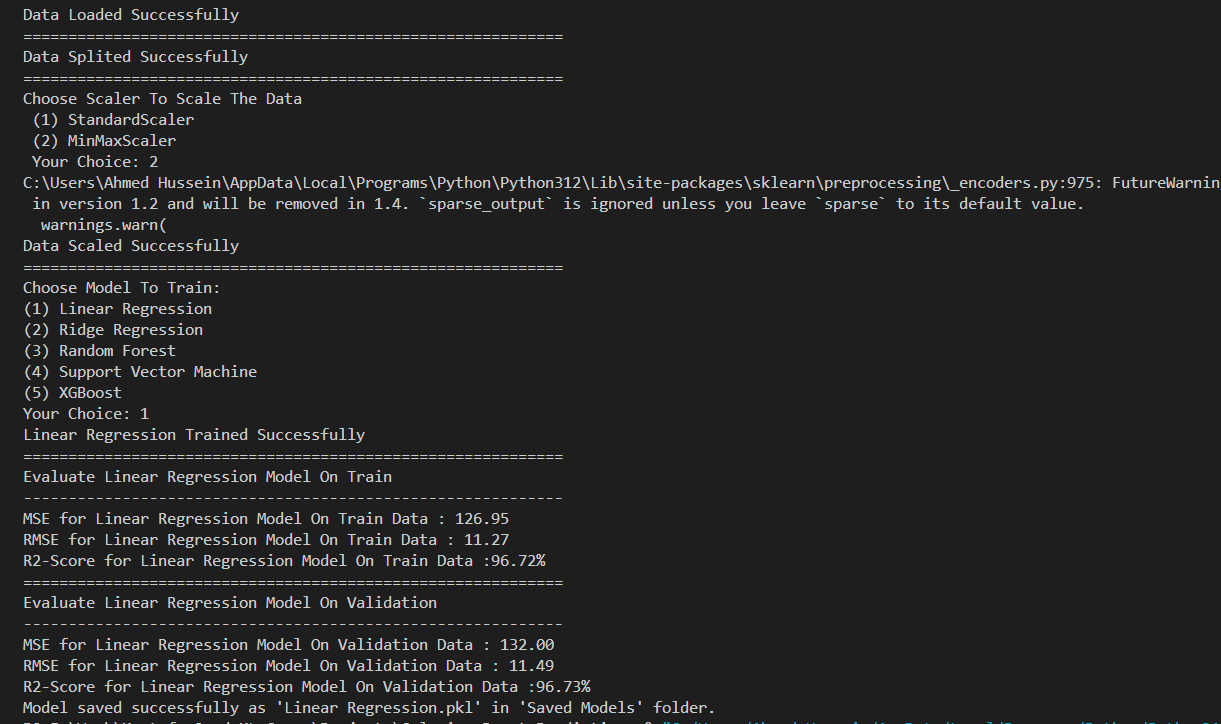 Data Loaded Successfully
============================================================
Data Splited Successfully
============================================================
Choose Scaler To Scale The Data
(1) StandardScaler
(2) MinMaxScaler
Your Choice: 2
C:\Users\Ahmed Hussein\AppData\Local\Programs\Python\Python312\Lib\site-packages\sklearn\preprocessing\_encoders.py:975: FutureWarnin
in version 1.2 and will be removed in 1.4. `sparse_output` is ignored unless you leave `sparse` to its default value.
warnings.warn(
Data Scaled Successfully
============================================================
Choose Model To Train:
(1) Linear Regression
(2) Ridge Regression
(3) Random Forest
(4) Support Vector Machine
(5) XGBoost
Your Choice: 1
Linear Regression Trained Successfully
============================================================
Evaluate Linear Regression Model On Train
------------------------------------------------------------
MSE for Linear Regression Model On Train Data : 126.95
RMSE for Linear Regression Model On Train Data : 11.27
R2-Score for Linear Regression Model On Train Data :96.72%
============================================================
Evaluate Linear Regression Model On Validation
------------------------------------------------------------
MSE for Linear Regression Model On Validation Data : 132.00
RMSE for Linear Regression Model On Validation Data : 11.49
R2-Score for Linear Regression Model On Validation Data :96.73%
Model saved successfully as 'Linear Regression.pkl' in 'Saved Models' folder.